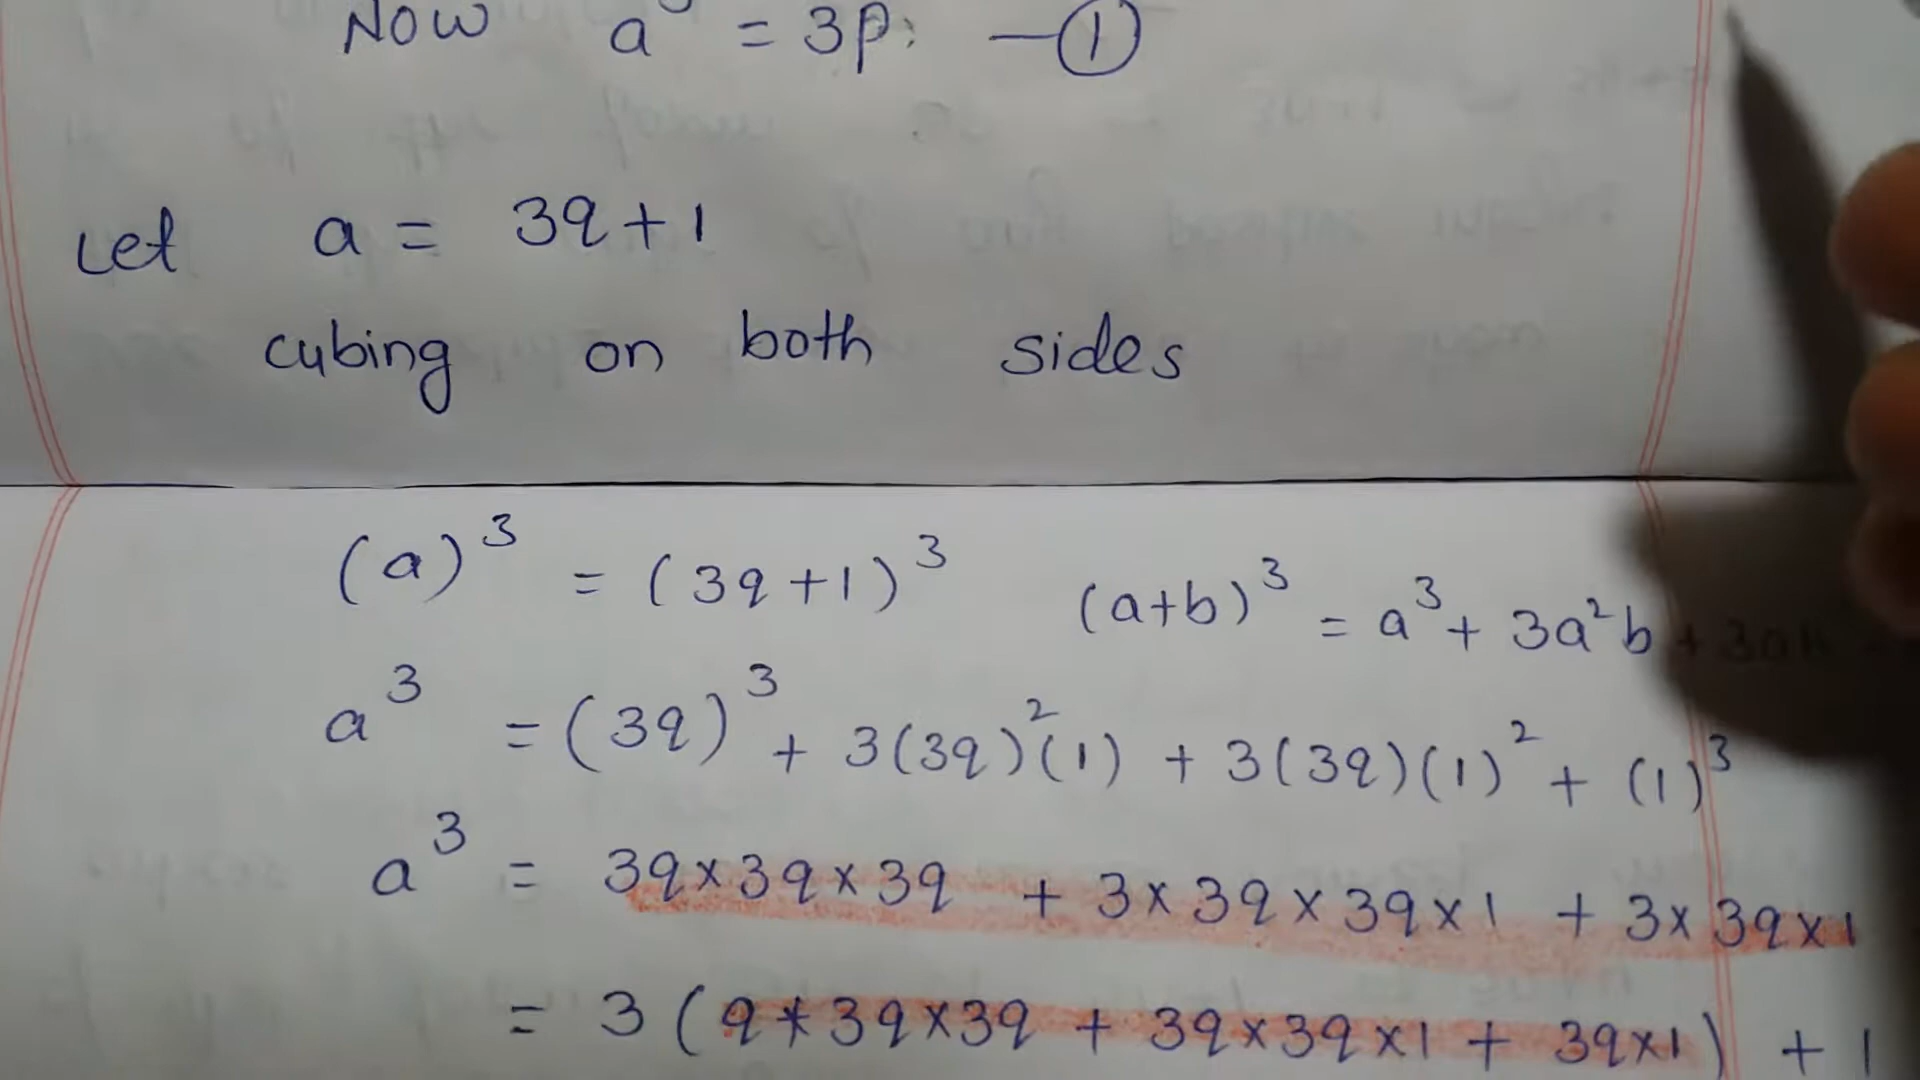 Now a³ = 3p: —①
Let a = 3q+1
cubing on both sides
(a)³ = (3q+1)³ (a+b)³ = a³ + 3a²b + 3ab
a³ = (3q)³ + 3(3q)²(1) + 3(3q)(1)² + (1)³
a³ = 3q×3q×3q + 3×3q×3q×1 + 3×3q×1
= 3(q×3q×3q + 3q×3q×1 + 3q×1) + 1